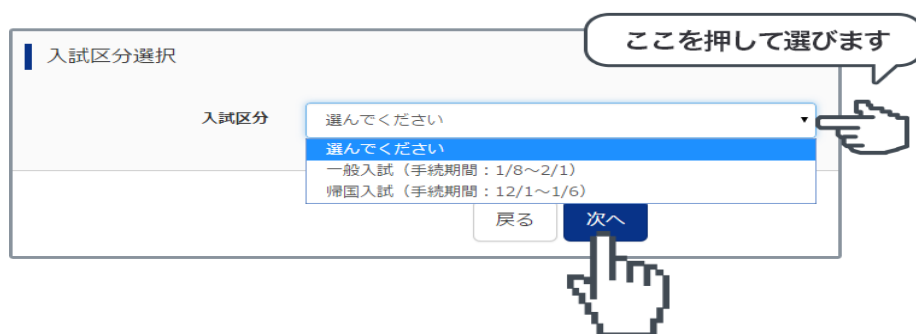 ここを押して選びます
入試区分選択
入試区分
選んでください
選んでください
一般入試（手続期間：1/8～2/1）
帰国入試（手続期間：12/1～1/6）
戻る
次へ